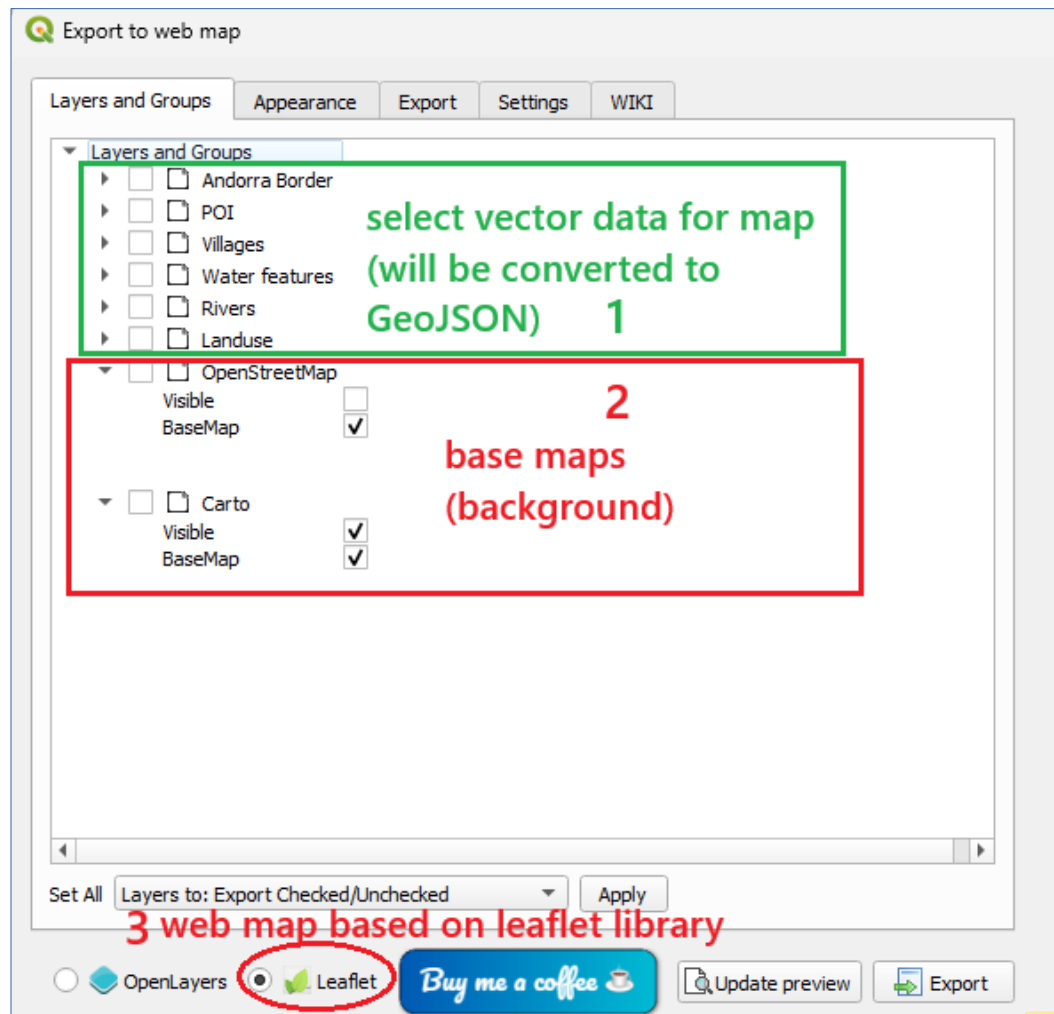 Export to web map
Layers and Groups Appearance Export Settings WIKI
Layers and Groups
Andorra Border
POI
Villages
Water features
Rivers
Landuse
select vector data for map
(will be converted to
GeoJSON) 1
OpenStreetMap
Visible
BaseMap
2
base maps
(background)
Carto
Visible
BaseMap
Set All Layers to: Export Checked/Unchecked Apply
3 web map based on leaflet library
OpenLayers Leaflet Buy me a coffee Update preview Export